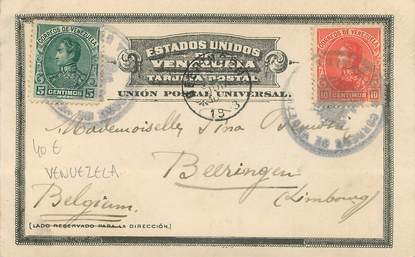 CORREOS DE VENEZUELA
5 CENTIMOS 5
ESTADOS UNIDOS
DE
VENEZUELA
TARJETA POSTAL
UNION POSTAL UNIVERSAL.
CORREOS DE VENEZUELA
10 CENTIMOS 10
Mademoiselle
40 €
VENUEZELA
Beeringen
Belgium
(Limbourg)
(LADO RESERVADO PARA LA DIRECCIÓN.)